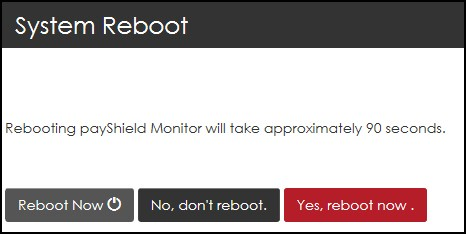 System Reboot
Rebooting payShield Monitor will take approximately 90 seconds.
Reboot Now No, don't reboot. Yes, reboot now .